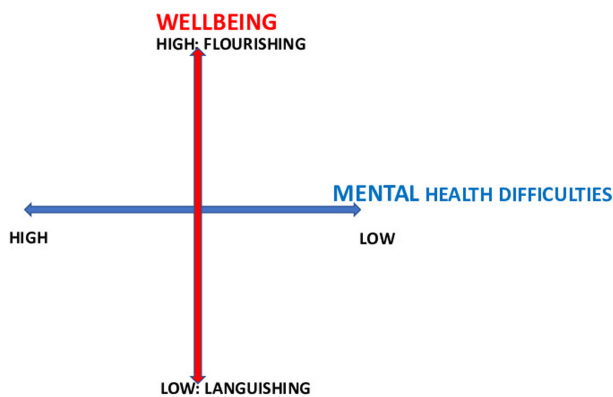 WELLBEING
HIGH: FLOURISHING
MENTAL HEALTH DIFFICULTIES
HIGH
LOW
LOW: LANGUISHING